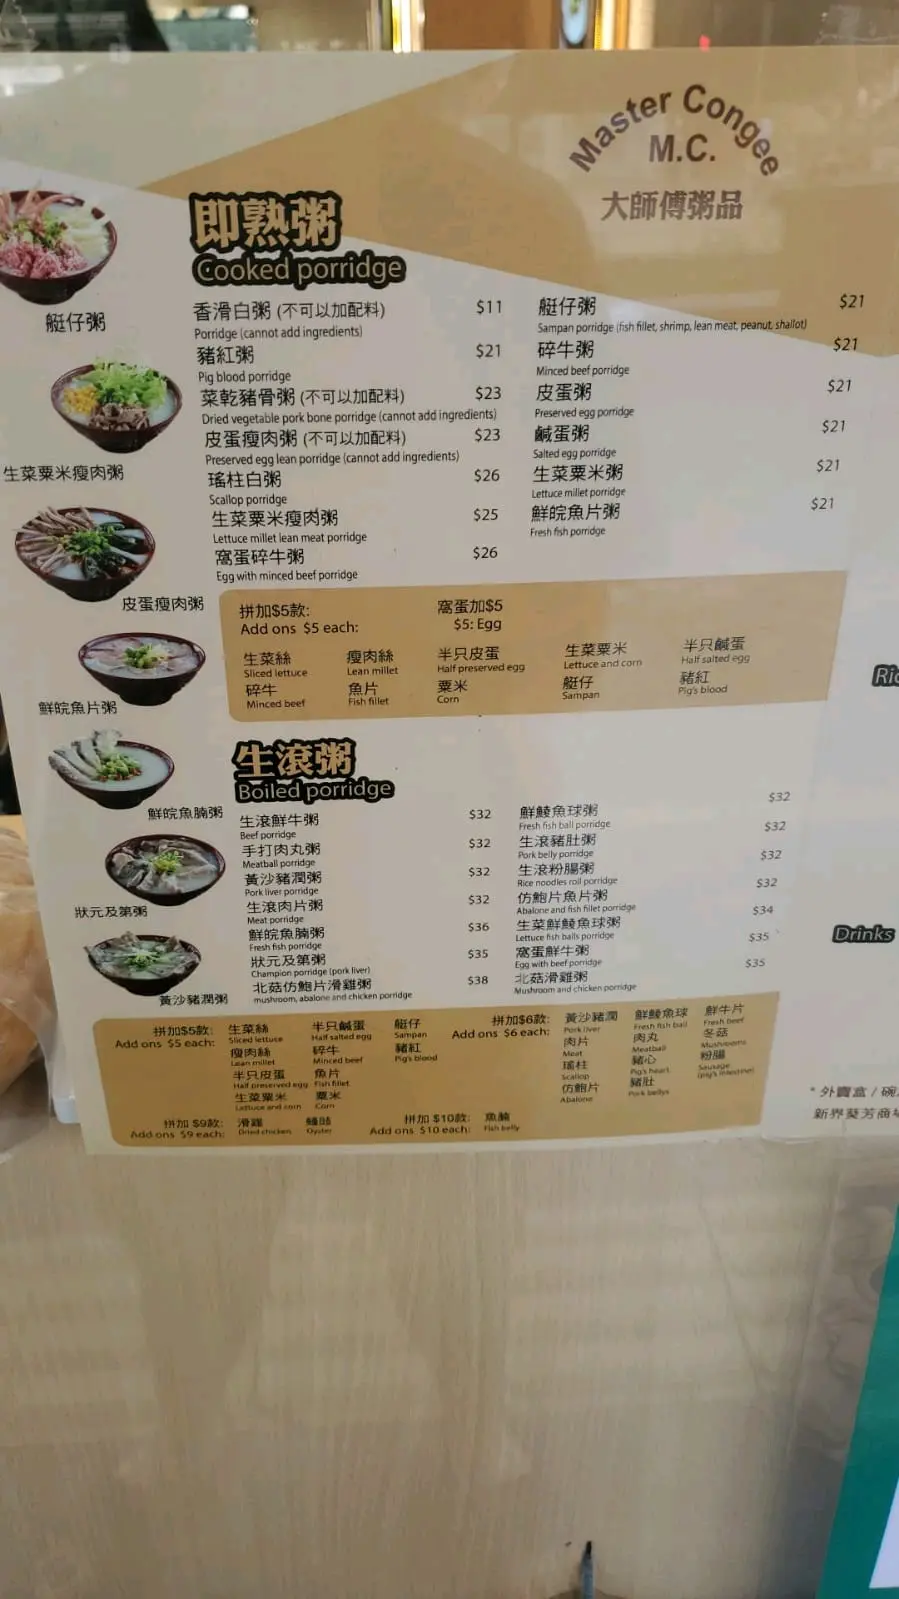 Master Congee
M.C.
大師傅粥品
即熟粥
Cooked porridge
香滑白粥 (不可以加配料) $11
Porridge (cannot add ingredients)
豬紅粥 $21
Pig blood porridge
菜乾豬骨粥 (不可以加配料) $23
Dried vegetable pork bone porridge (cannot add ingredients)
皮蛋瘦肉粥 (不可以加配料) $23
Preserved egg lean porridge (cannot add ingredients)
瑤柱白粥 $26
Scallop porridge
生菜粟米瘦肉粥 $25
Lettuce millet lean meat porridge
窩蛋碎牛粥 $26
Egg with minced beef porridge
艇仔粥 $21
Sampan porridge (fish fillet, shrimp, lean meat, peanut, shallot)
碎牛粥 $21
Minced beef porridge
皮蛋粥 $21
Preserved egg porridge
鹹蛋粥 $21
Salted egg porridge
生菜粟米粥 $21
Lettuce millet porridge
鮮皖魚片粥 $21
Fresh fish porridge
艇仔粥
生菜粟米瘦肉粥
皮蛋瘦肉粥
鮮皖魚片粥
鮮皖魚腩粥
狀元及第粥
黃沙豬潤粥
拼加$5款: 窩蛋加$5
Add ons $5 each: $5: Egg
生菜絲 瘦肉絲 半只皮蛋 生菜粟米 半只鹹蛋
Sliced lettuce Lean millet Half preserved egg Lettuce and corn Half salted egg
碎牛 魚片 粟米 艇仔 豬紅
Minced beef Fish fillet Corn Sampan Pig's blood
生滾粥
Boiled porridge
生滾鮮牛粥 $32
Beef porridge
手打肉丸粥 $32
Meatball porridge
黃沙豬潤粥 $32
Pork liver porridge
生滾肉片粥 $32
Meat porridge
鮮皖魚腩粥 $36
Fresh fish porridge
狀元及第粥 $35
Champion porridge (pork liver)
北菇仿鮑片滑雞粥 $38
mushroom, abalone and chicken porridge
鮮鯪魚球粥 $32
Fresh fish ball porridge
生滾豬肚粥 $32
Pork belly porridge
生滾粉腸粥 $32
Rice noodles roll porridge
仿鮑片魚片粥 $32
Abalone and fish fillet porridge
生菜鮮鯪魚球粥 $34
Lettuce fish balls porridge
窩蛋鮮牛粥 $35
Egg with beef porridge
北菇滑雞粥 $35
Mushroom and chicken porridge
拼加$5款: 生菜絲 半只鹹蛋 艇仔
Add ons $5 each: Sliced lettuce Half salted egg Sampan
瘦肉絲 碎牛 豬紅
Lean millet Minced beef Pig's blood
半只皮蛋 魚片
Half preserved egg Fish fillet
生菜粟米 粟米
Lettuce and corn Corn
拼加$6款: 黃沙豬潤 鮮鯪魚球 鮮牛片
Add ons $6 each: Pork liver Fresh fish ball Fresh beef
肉片 肉丸 冬菇
Meat Meatball Mushrooms
瑤柱 豬心 粉腸
Scallop Pig's heart Sausage (pig's intestine)
仿鮑片 豬肚
Abalone Pork bellys
拼加 $9款: 滑雞
Add ons $9 each: Dried chicken Oyster
拼加 $10款: 魚腩
Add ons $10 each: Fish belly
Ric
Drinks
* 外賣盒 / 碗
新界葵芳商場